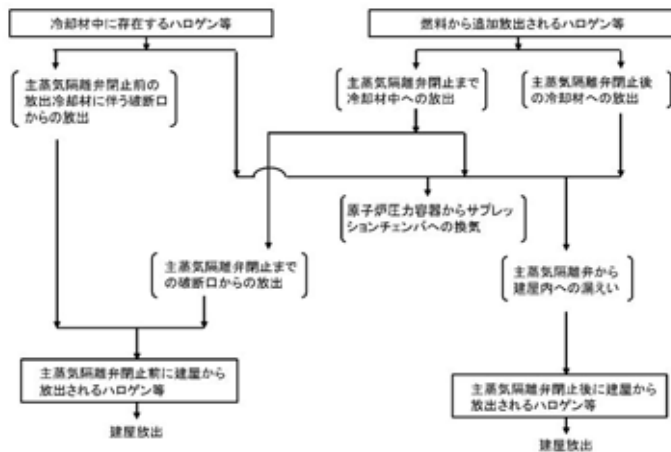 冷却材中に存在するハロゲン等
燃料から追加放出されるハロゲン等
主蒸気隔離弁閉止前の
放出冷却材に伴う破断口
からの放出
主蒸気隔離弁閉止まで
冷却材中への放出
主蒸気隔離弁閉止後
の冷却材への放出
原子炉圧力容器からサプレッ
ションチェンバへの換気
主蒸気隔離弁閉止まで
の破断口からの放出
主蒸気隔離弁から
建屋内への漏えい
主蒸気隔離弁閉止前に建屋から
放出されるハロゲン等
主蒸気隔離弁閉止後に建屋から
放出されるハロゲン等
建屋放出
建屋放出